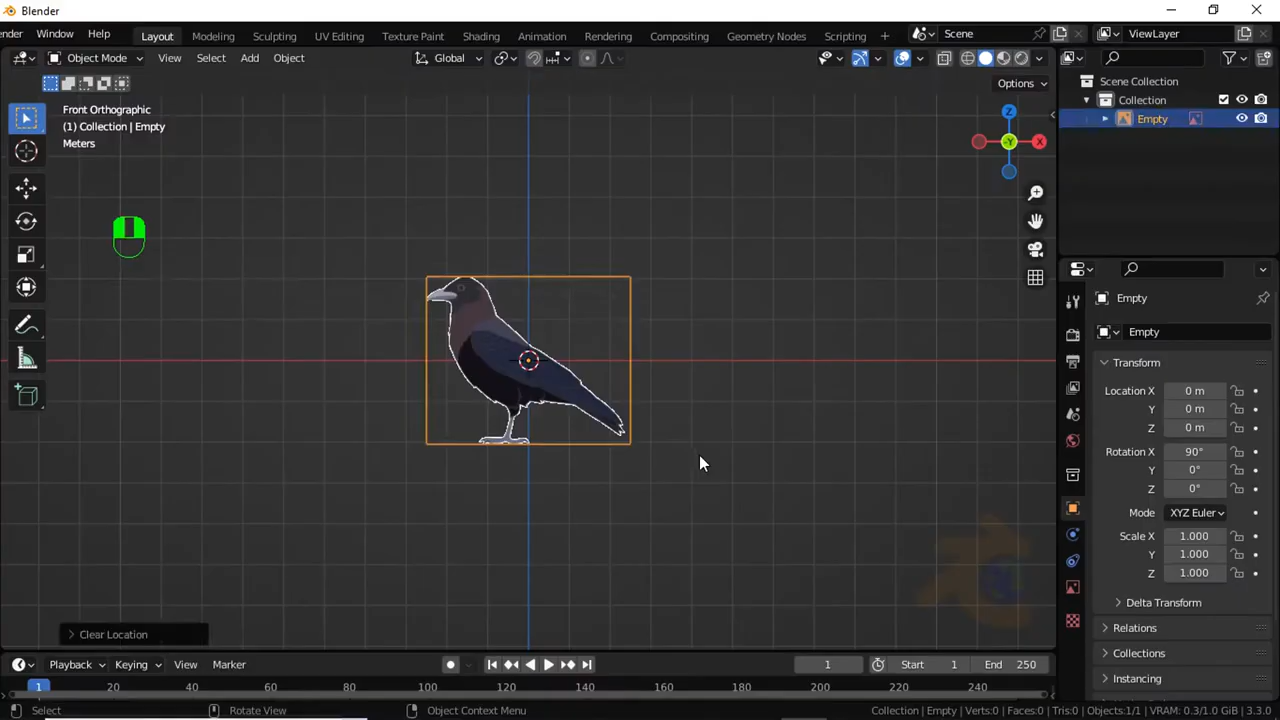 Blender
ender Window Help Layout Modeling Sculpting UV Editing Texture Paint Shading Animation Rendering Compositing Geometry Nodes Scripting + Scene ViewLayer
Object Mode View Select Add Object Global
Options
Front Orthographic
(1) Collection | Empty
Meters
Z
X
-Y
Clear Location
Scene Collection
Collection
Empty
Empty
Empty
Transform
Location X 0 m
Y 0 m
Z 0 m
Rotation X 90°
Y 0°
Z 0°
Mode XYZ Euler
Scale X 1.000
Y 1.000
Z 1.000
Delta Transform
Relations
Collections
Instancing
Playback Keying View Marker 1 Start 1 End 250
1 20 40 60 80 100 120 140 160 180 200 220 240
Select Rotate View Object Context Menu Collection | Empty Verts:0 Faces:0 Tris:0 Objects:1/1 VRAM: 0.3/1.0 GiB 3.3.0